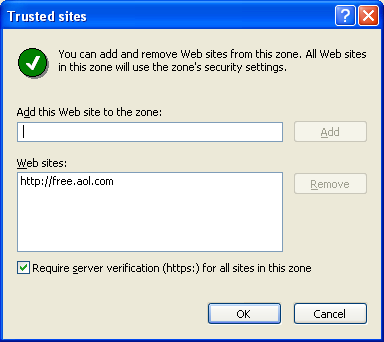 Trusted sites
You can add and remove Web sites from this zone. All Web sites
in this zone will use the zone's security settings.
Add this Web site to the zone:
Add
Web sites:
http://free.aol.com
Remove
Require server verification (https:) for all sites in this zone
OK
Cancel